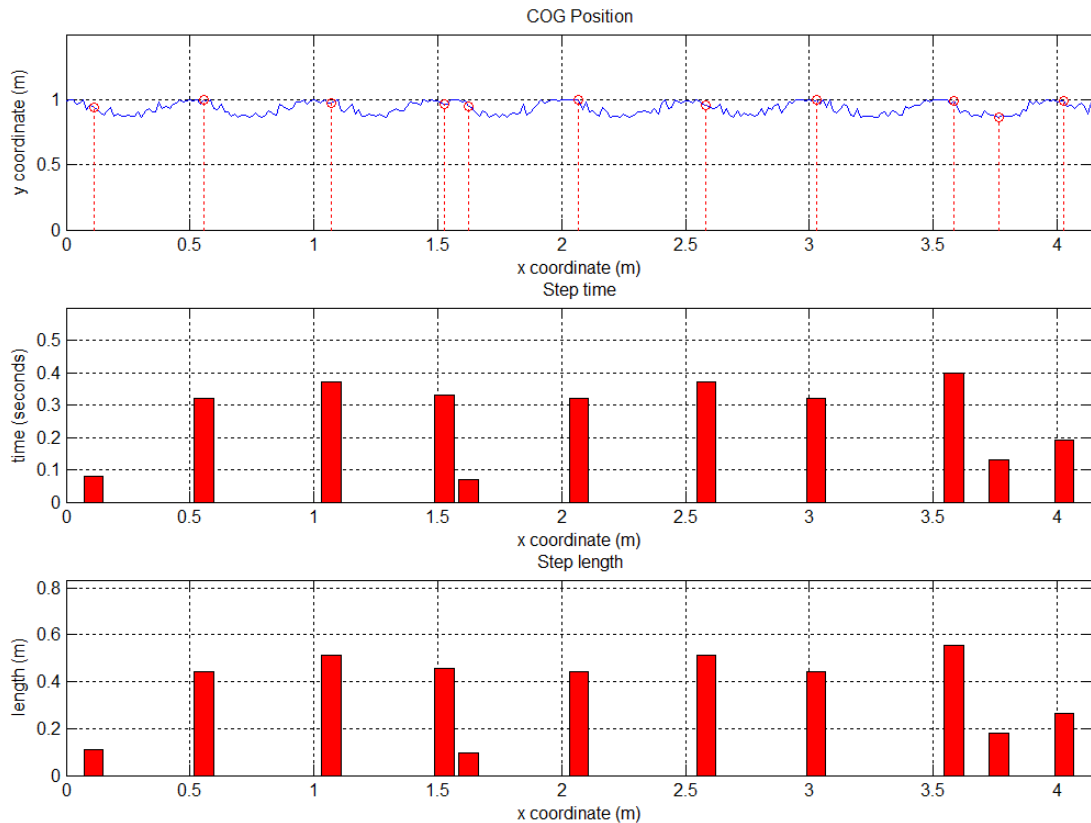 COG Position
y coordinate (m)
1
0.5
0
0 0.5 1 1.5 2 2.5 3 3.5 4
x coordinate (m)
Step time
time (seconds)
0.5
0.4
0.3
0.2
0.1
0
0 0.5 1 1.5 2 2.5 3 3.5 4
x coordinate (m)
Step length
length (m)
0.8
0.6
0.4
0.2
0
0 0.5 1 1.5 2 2.5 3 3.5 4
x coordinate (m)